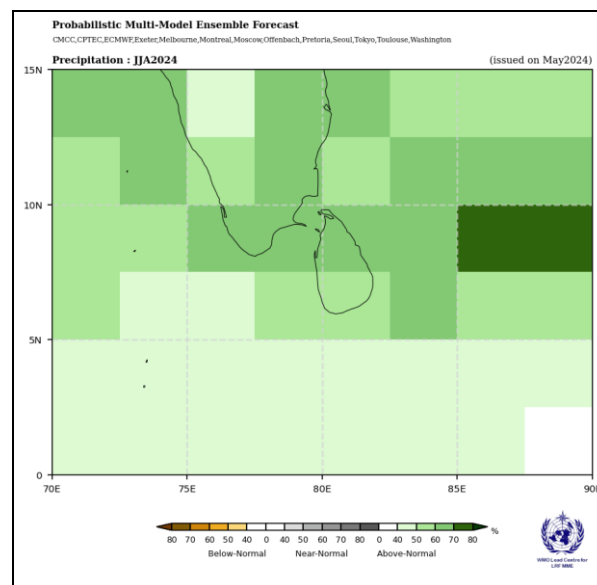 Probabilistic Multi-Model Ensemble Forecast
CMCC,CPTEC,ECMWF,Exeter,Melbourne,Montreal,Moscow,Offenbach,Pretoria,Seoul,Tokyo,Toulouse,Washington
Precipitation : JJA2024 (issued on May2024)
15N
10N
5N
0
70E 75E 80E 85E 90E
80 70 60 50 40 0 40 50 60 70 80 0 40 50 60 70 80 %
Below-Normal Near-Normal Above-Normal
WMO Lead Centre for
LRF MME